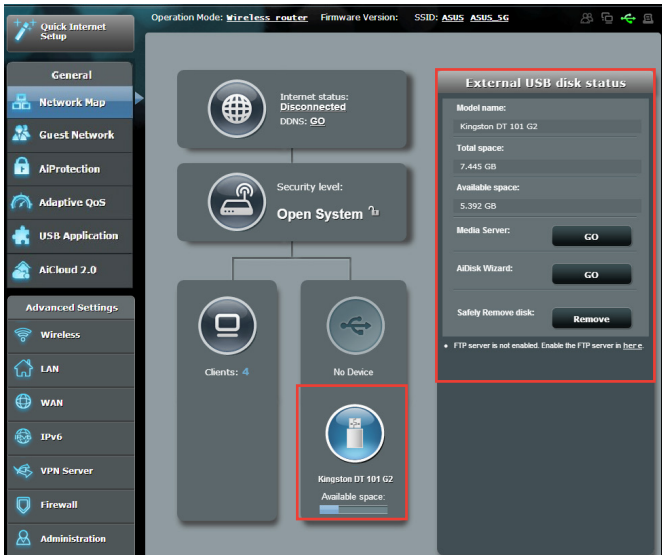 Quick Internet
Setup
Operation Mode: Wireless router Firmware Version: SSID: ASUS ASUS_5G
General
Network Map
Guest Network
AiProtection
Adaptive QoS
USB Application
AiCloud 2.0
Advanced Settings
Wireless
LAN
WAN
IPv6
VPN Server
Firewall
Administration
Internet status:
Disconnected
DDNS: GO
Security level:
Open System
Clients: 4
No Device
Kingston DT 101 G2
Available space:
External USB disk status
Model name:
Kingston DT 101 G2
Total space:
7.445 GB
Available space:
5.392 GB
Media Server: GO
AiDisk Wizard: GO
Safely Remove disk: Remove
• FTP server is not enabled. Enable the FTP server in here.